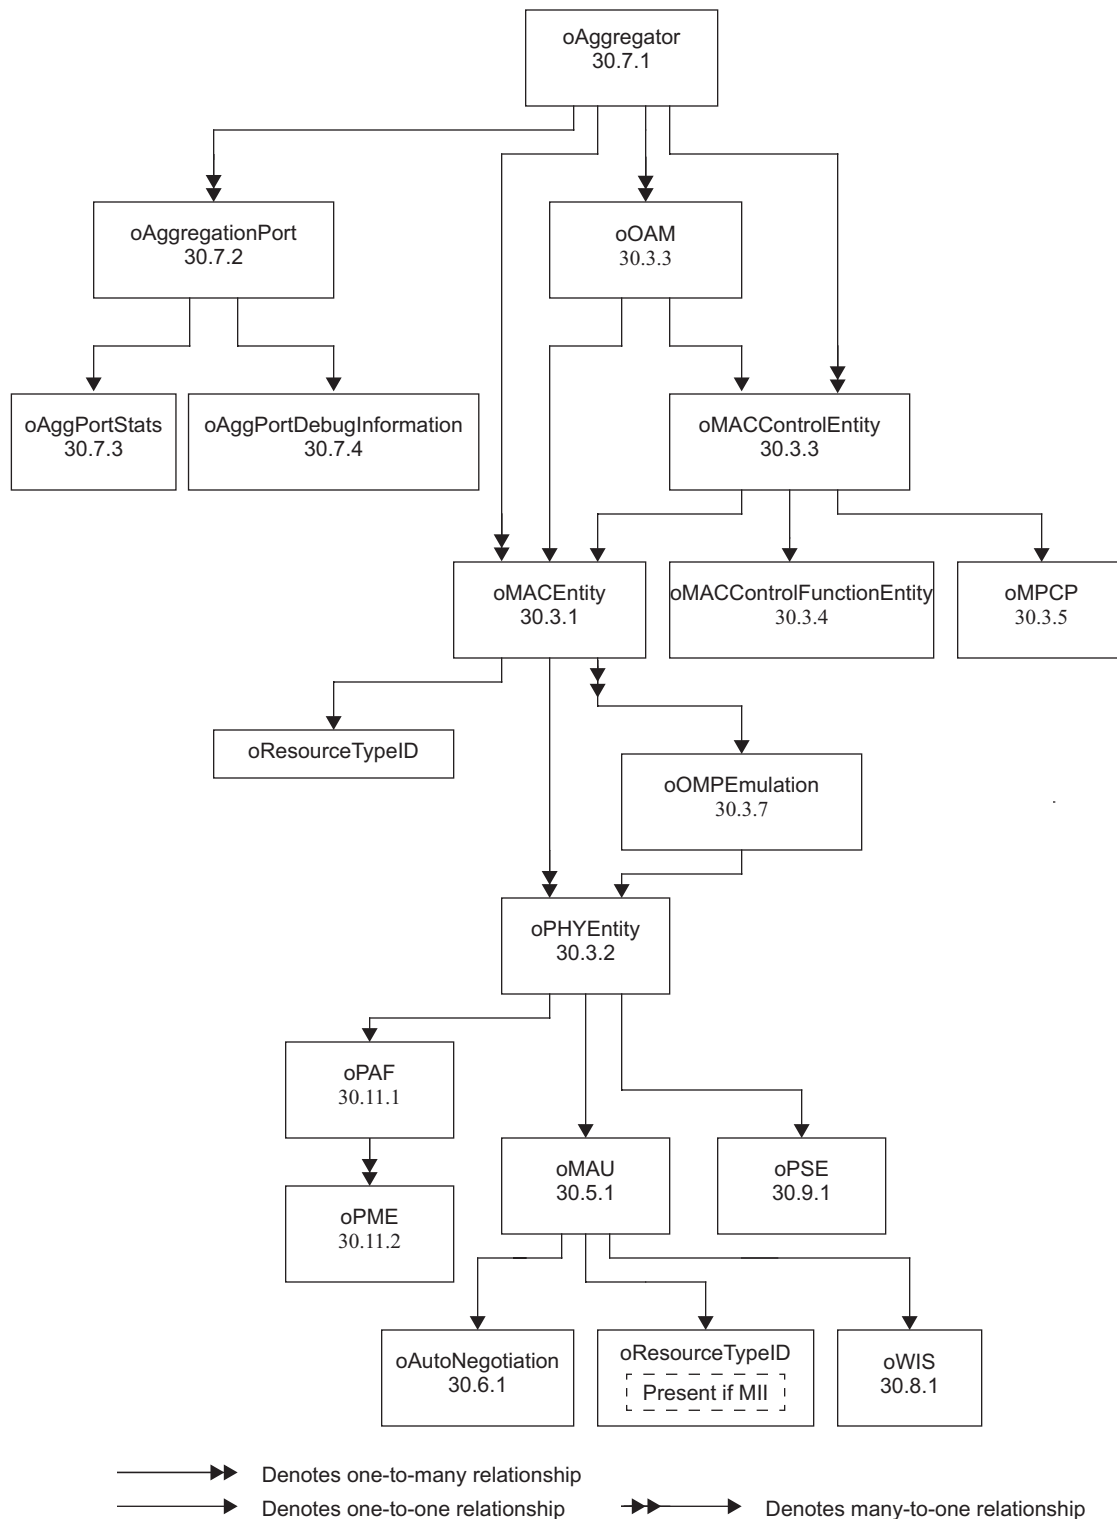 oAggregator
30.7.1
oAggregationPort
30.7.2
oOAM
30.3.3
oAggPortStats
30.7.3
oAggPortDebugInformation
30.7.4
oMACControlEntity
30.3.3
oMACEntity
30.3.1
oMACControlFunctionEntity
30.3.4
oMPCP
30.3.5
oResourceTypeID
oOMPEmulation
30.3.7
.
oPHYEntity
30.3.2
oPAF
30.11.1
oMAU
30.5.1
oPSE
30.9.1
oPME
30.11.2
oAutoNegotiation
30.6.1
oResourceTypeID
Present if MII
oWIS
30.8.1
Denotes one-to-many relationship
Denotes one-to-one relationship
Denotes many-to-one relationship